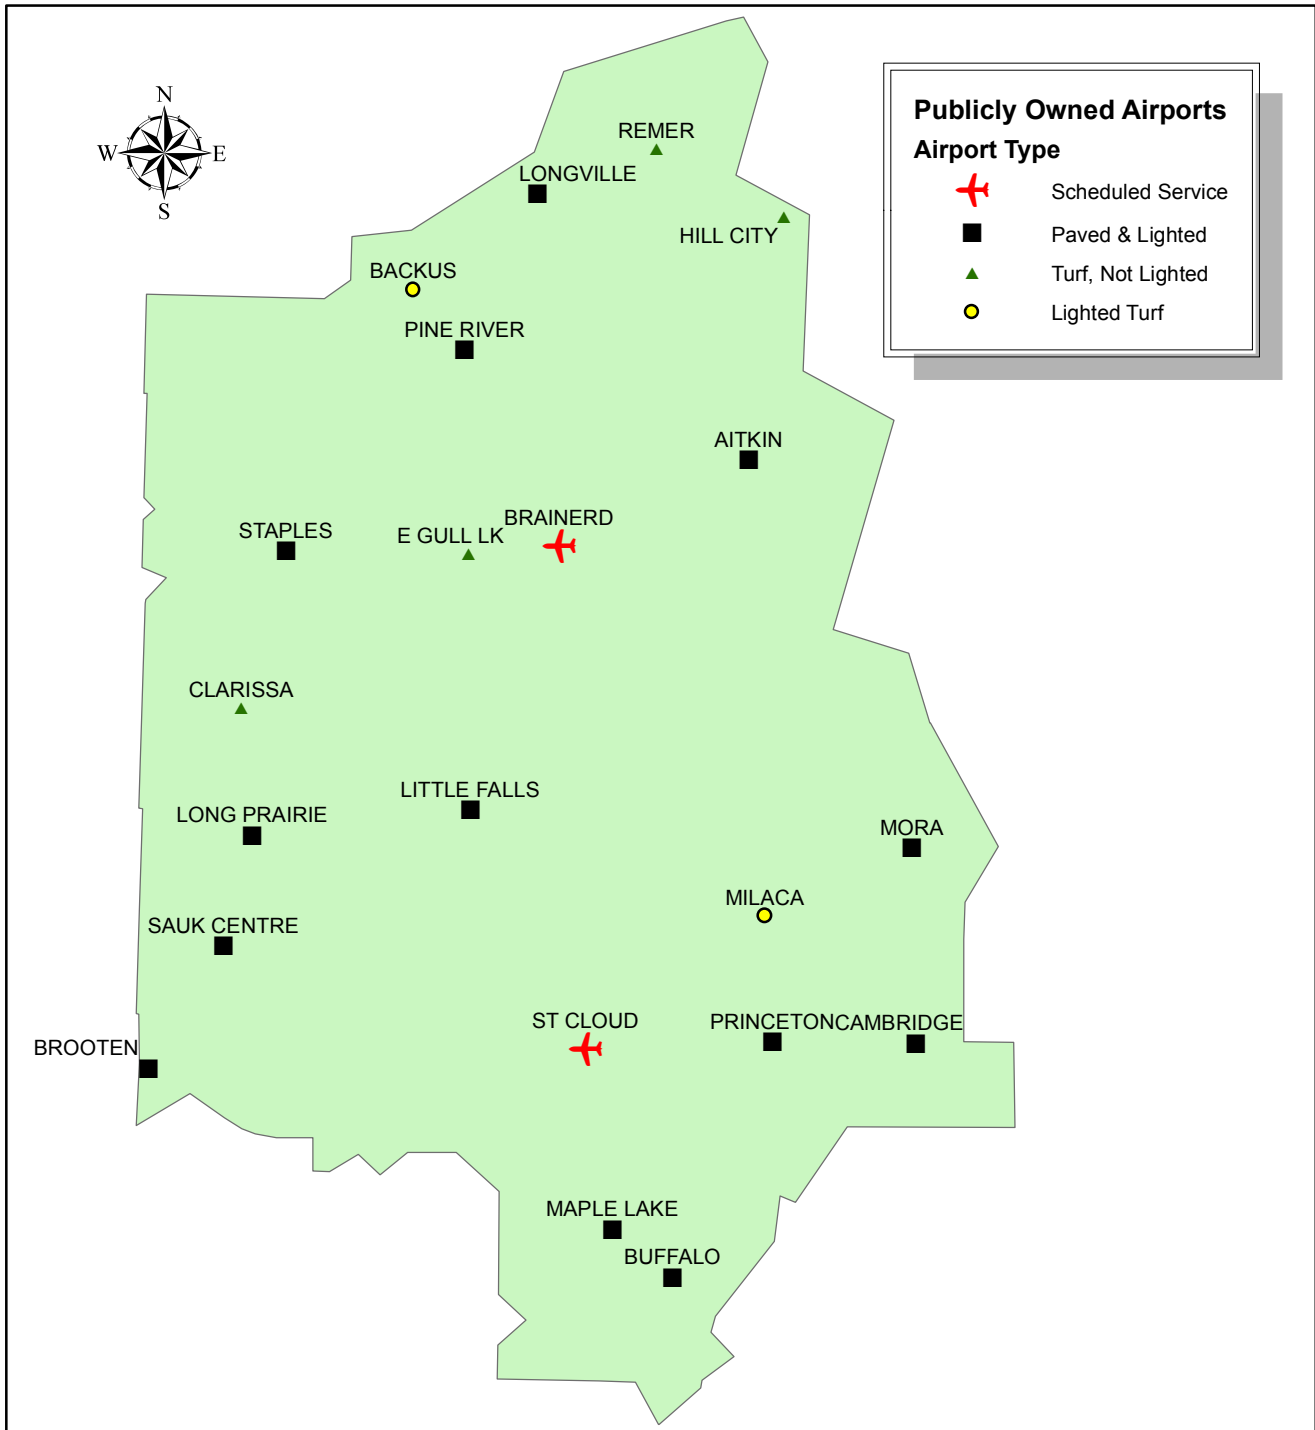 N
W
E
S
Publicly Owned Airports
Airport Type
Scheduled Service
Paved & Lighted
Turf, Not Lighted
Lighted Turf
REMER
LONGVILLE
HILL CITY
BACKUS
PINE RIVER
AITKIN
BRAINERD
STAPLES
E GULL LK
CLARISSA
LITTLE FALLS
LONG PRAIRIE
MORA
MILACA
SAUK CENTRE
ST CLOUD
PRINCETON
CAMBRIDGE
BROOTEN
MAPLE LAKE
BUFFALO